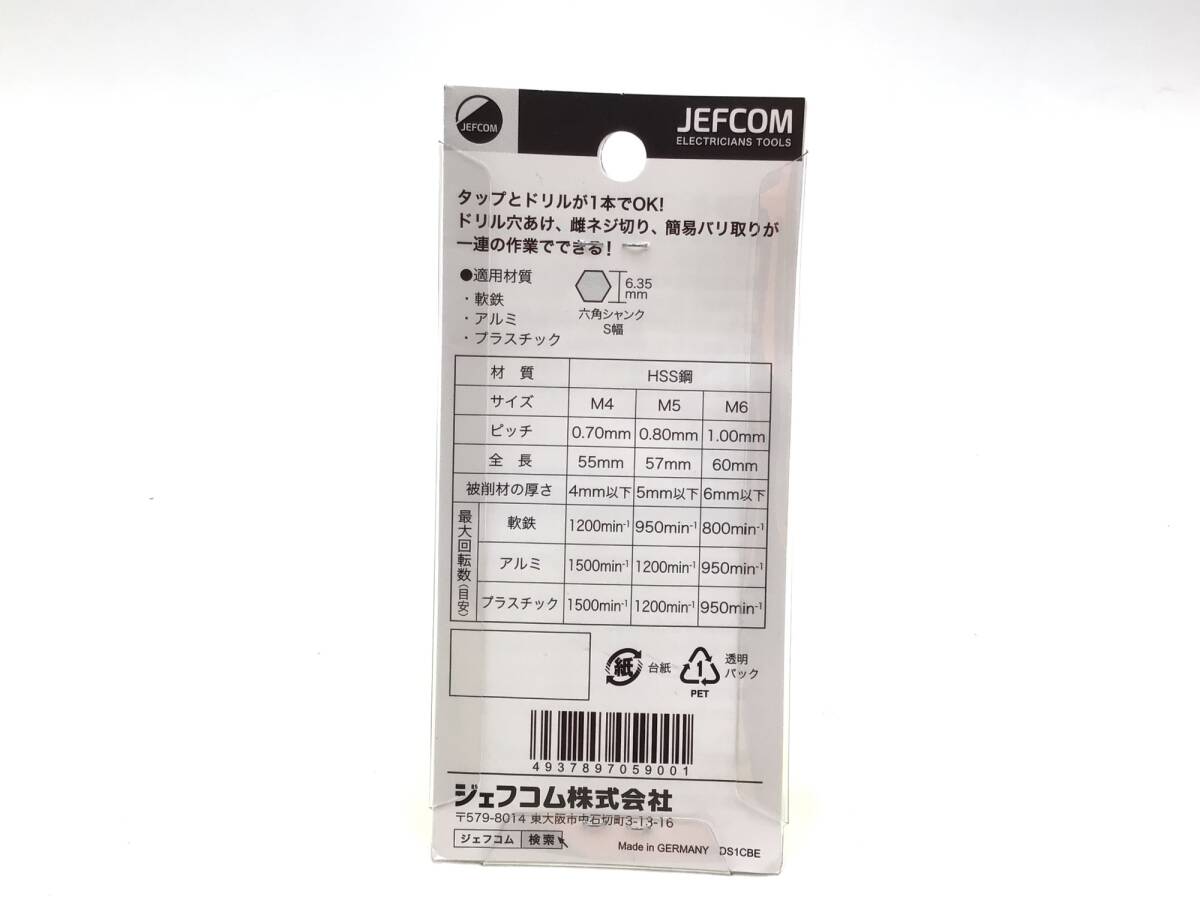 JEFCOM
JEFCOM
ELECTRICIANS TOOLS
タップとドリルが1本でOK!
ドリル穴あけ、雌ネジ切り、簡易バリ取りが
一連の作業でできる!
●適用材質
・軟鉄
・アルミ
・プラスチック
6.35
mm
六角シャンク
S幅
材 質 HSS鋼
サイズ M4 M5 M6
ピッチ 0.70mm 0.80mm 1.00mm
全 長 55mm 57mm 60mm
被削材の厚さ 4mm以下 5mm以下 6mm以下
最大回転数(目安)
軟鉄 1200min-1 950min-1 800min-1
アルミ 1500min-1 1200min-1 950min-1
プラスチック 1500min-1 1200min-1 950min-1
紙 台紙
1 PET
透明
パック
4937897059001
ジェフコム株式会社
〒579-8014 東大阪市中石切町3-13-16
ジェフコム 検索
Made in GERMANY DS1CBE